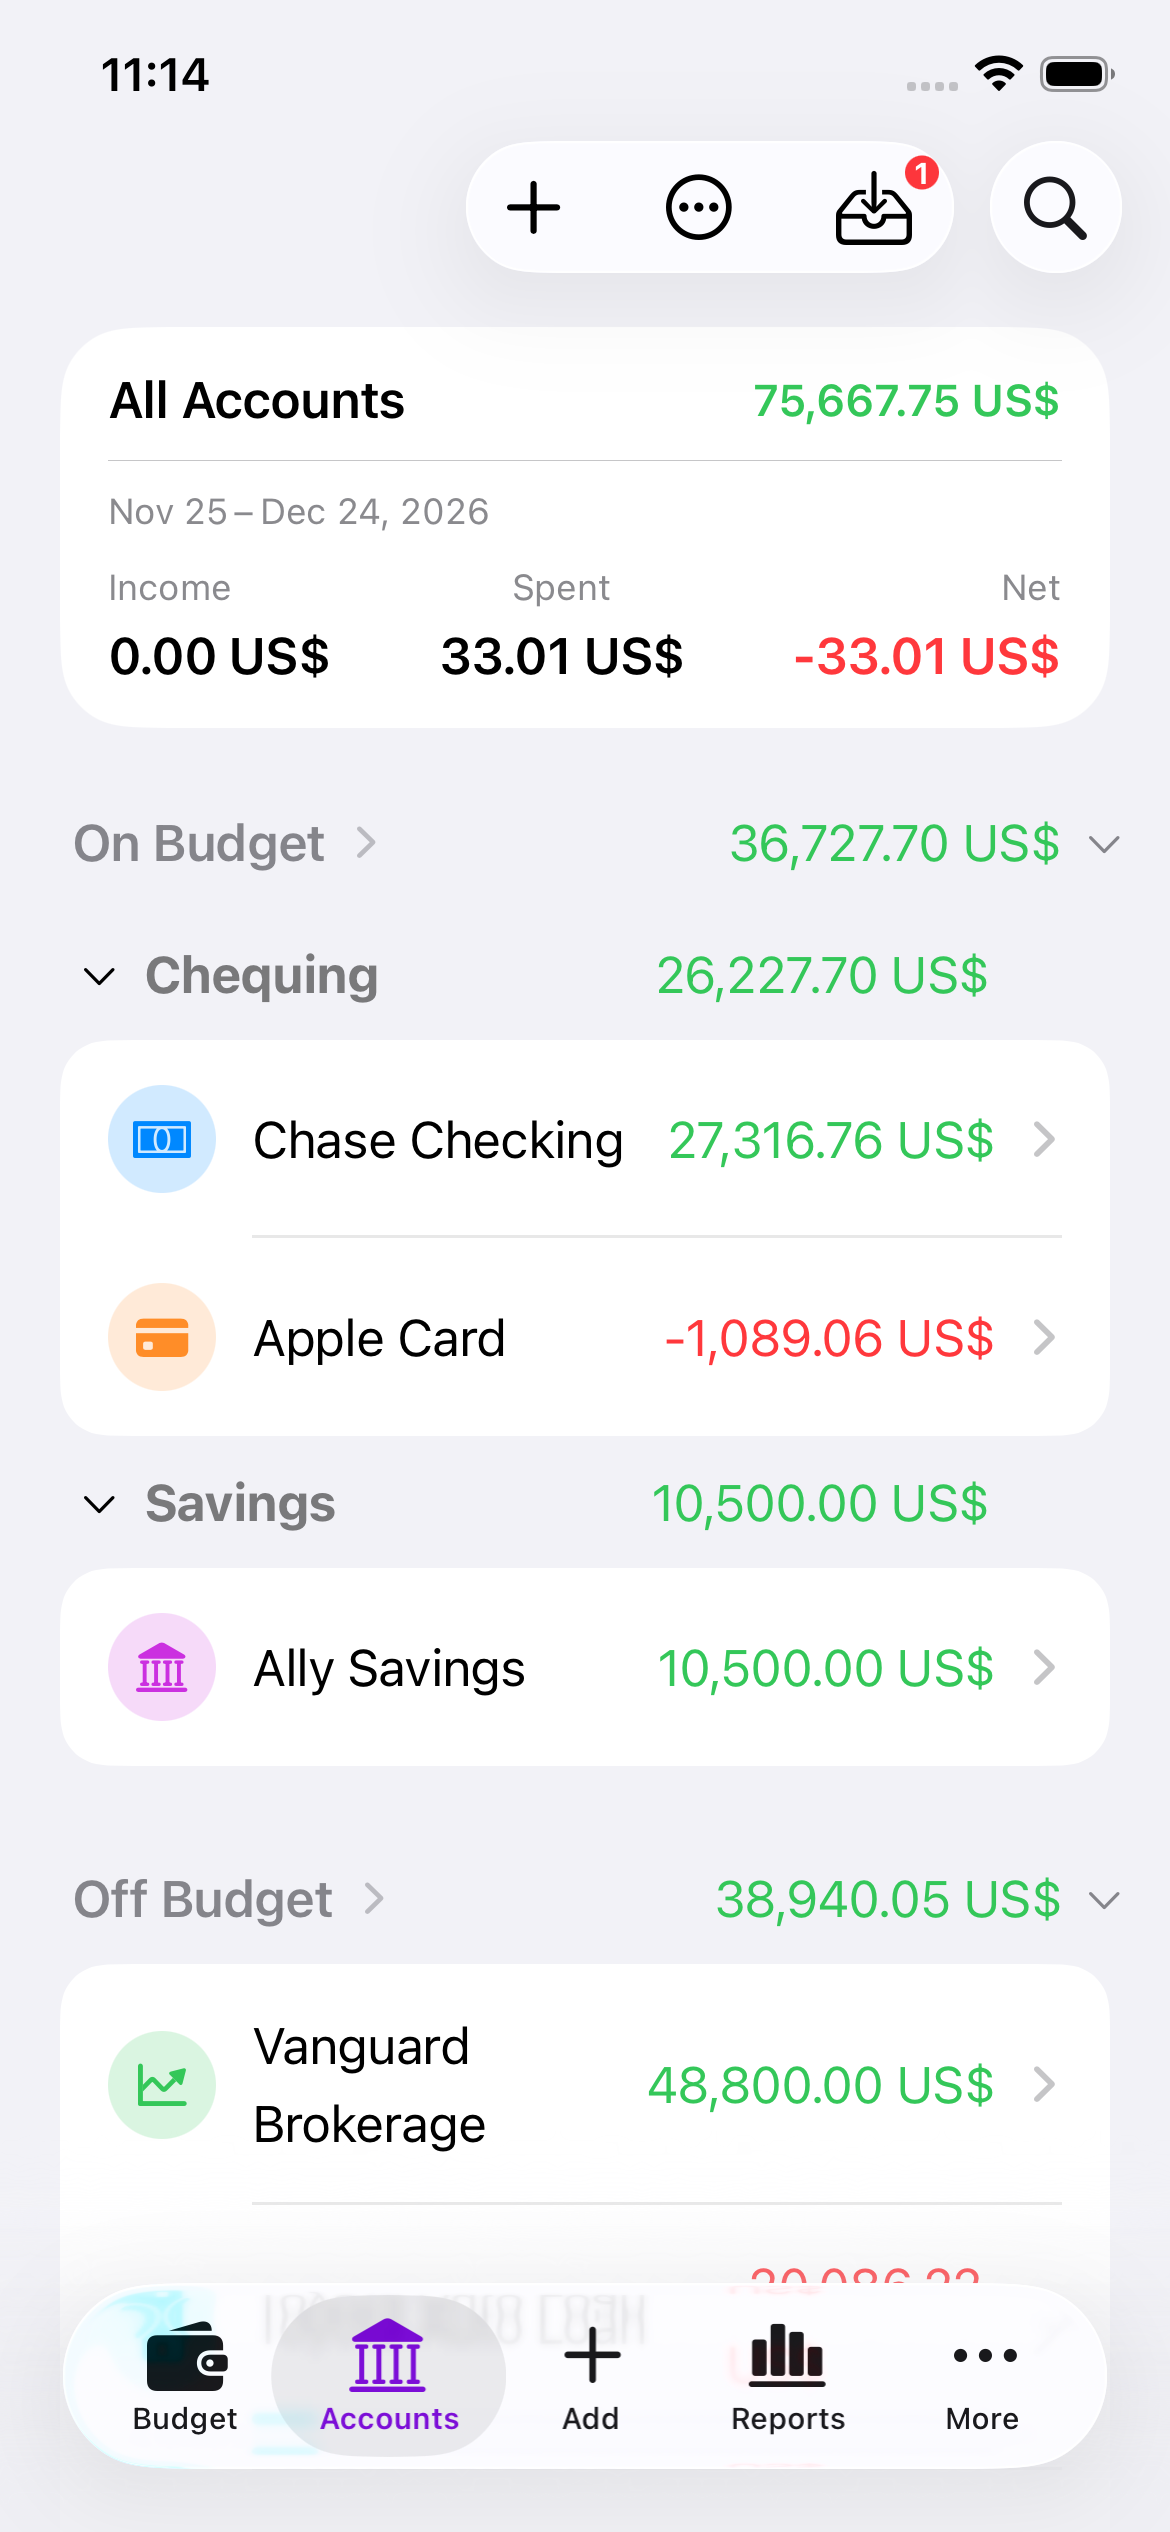 11:14
1
All Accounts 75,667.75 US$
Nov 25 – Dec 24, 2026
Income Spent Net
0.00 US$ 33.01 US$ -33.01 US$
On Budget 36,727.70 US$
Chequing 26,227.70 US$
Chase Checking 27,316.76 US$
Apple Card -1,089.06 US$
Savings 10,500.00 US$
Ally Savings 10,500.00 US$
Off Budget 38,940.05 US$
Vanguard
Brokerage
48,800.00 US$
Budget Accounts Add Reports More